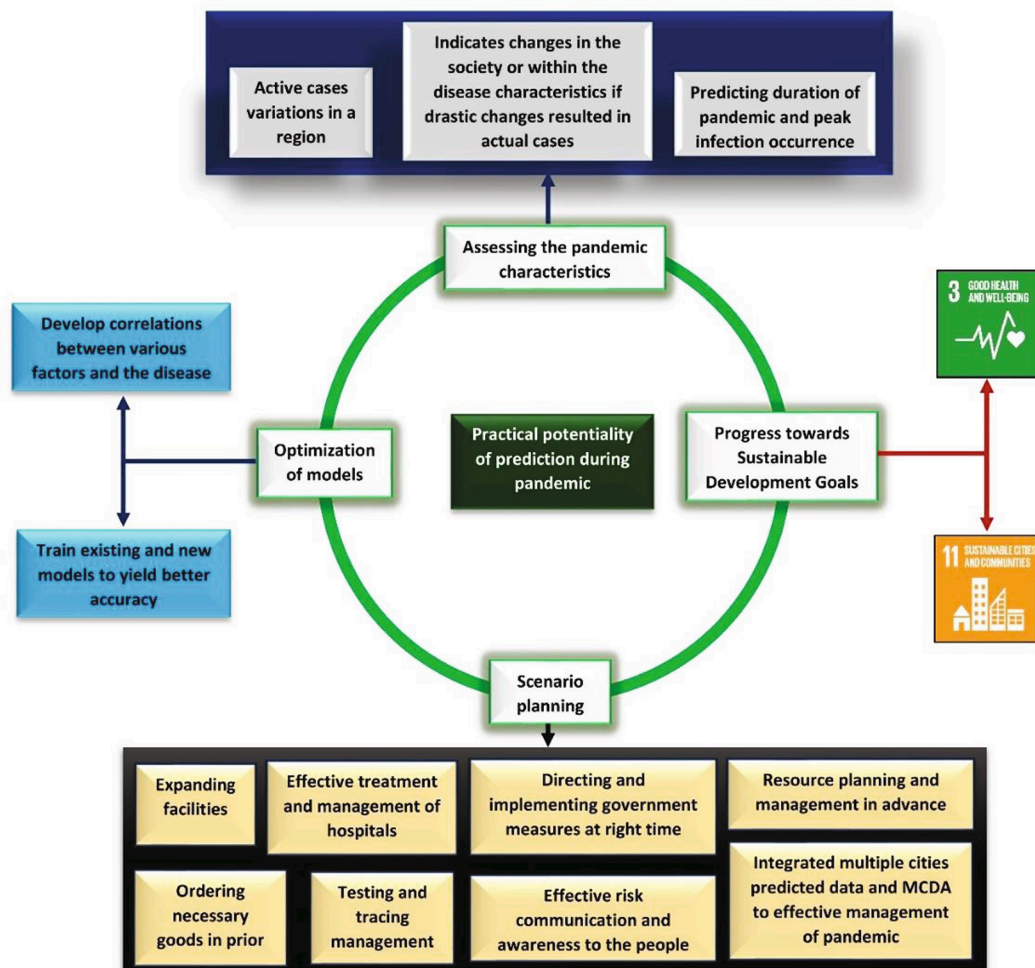 Active cases
variations in a
region
Indicates changes in the
society or within the
disease characteristics if
drastic changes resulted in
actual cases
Predicting duration of
pandemic and peak
infection occurrence
Assessing the pandemic
characteristics
Develop correlations
between various
factors and the disease
3 GOOD HEALTH
AND WELL-BEING
Optimization
of models
Practical potentiality
of prediction during
pandemic
Progress towards
Sustainable
Development Goals
Train existing and new
models to yield better
accuracy
11 SUSTAINABLE CITIES
AND COMMUNITIES
Scenario
planning
Expanding
facilities
Effective treatment
and management of
hospitals
Directing and
implementing government
measures at right time
Resource planning and
management in advance
Ordering
necessary
goods in prior
Testing and
tracing
management
Effective risk
communication and
awareness to the people
Integrated multiple cities
predicted data and MCDA
to effective management
of pandemic